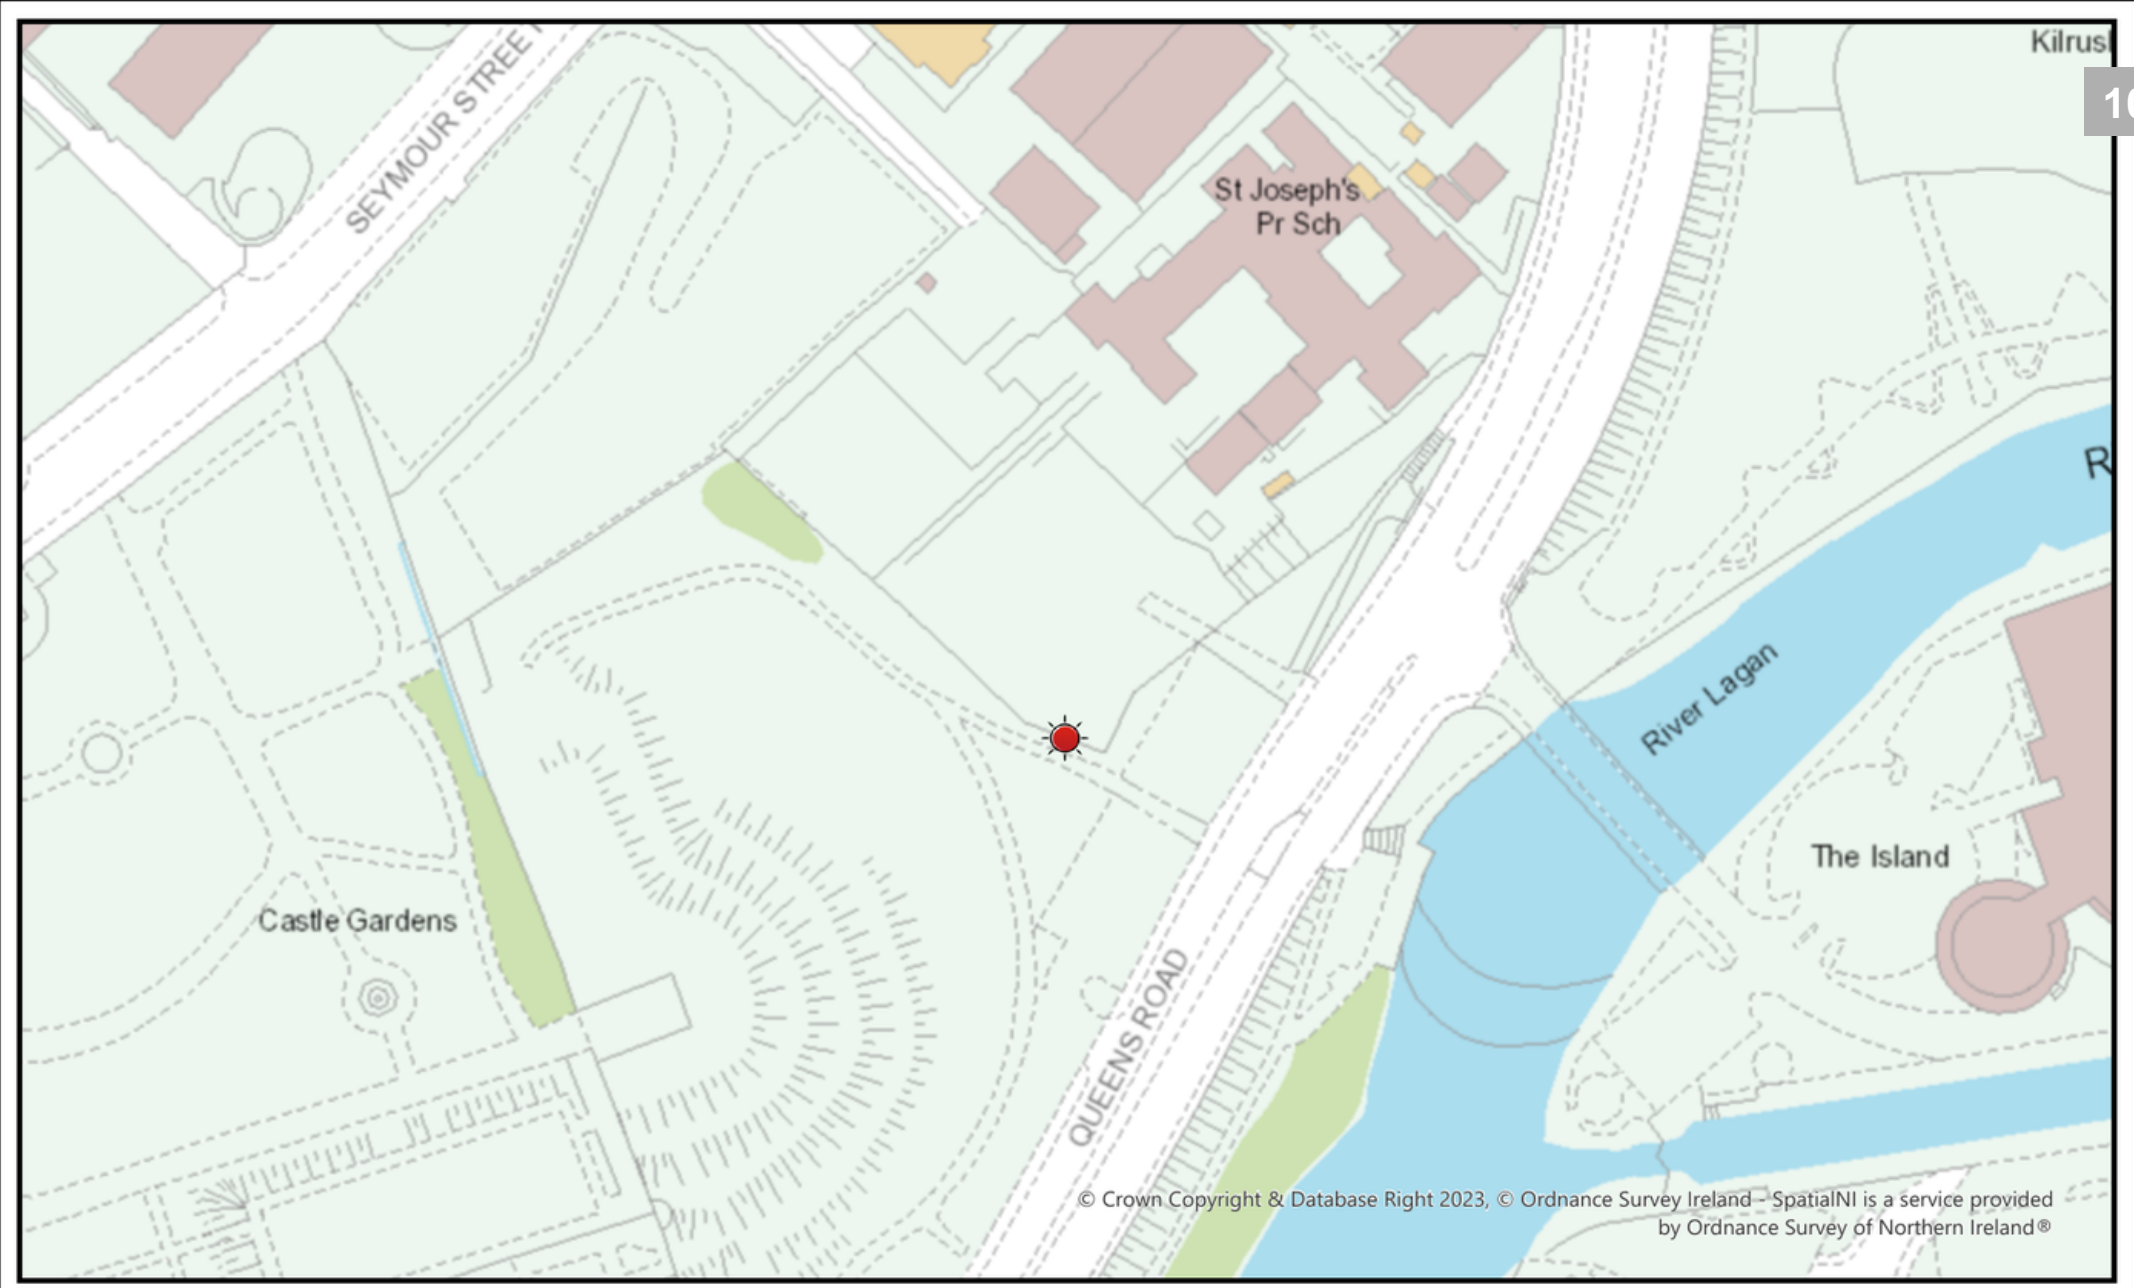 Kilrus
10
SEYMOUR STREET
St Joseph's
Pr Sch
R
River Lagan
The Island
Castle Gardens
QUEENS ROAD
© Crown Copyright & Database Right 2023, © Ordnance Survey Ireland - SpatialNI is a service provided
by Ordnance Survey of Northern Ireland®